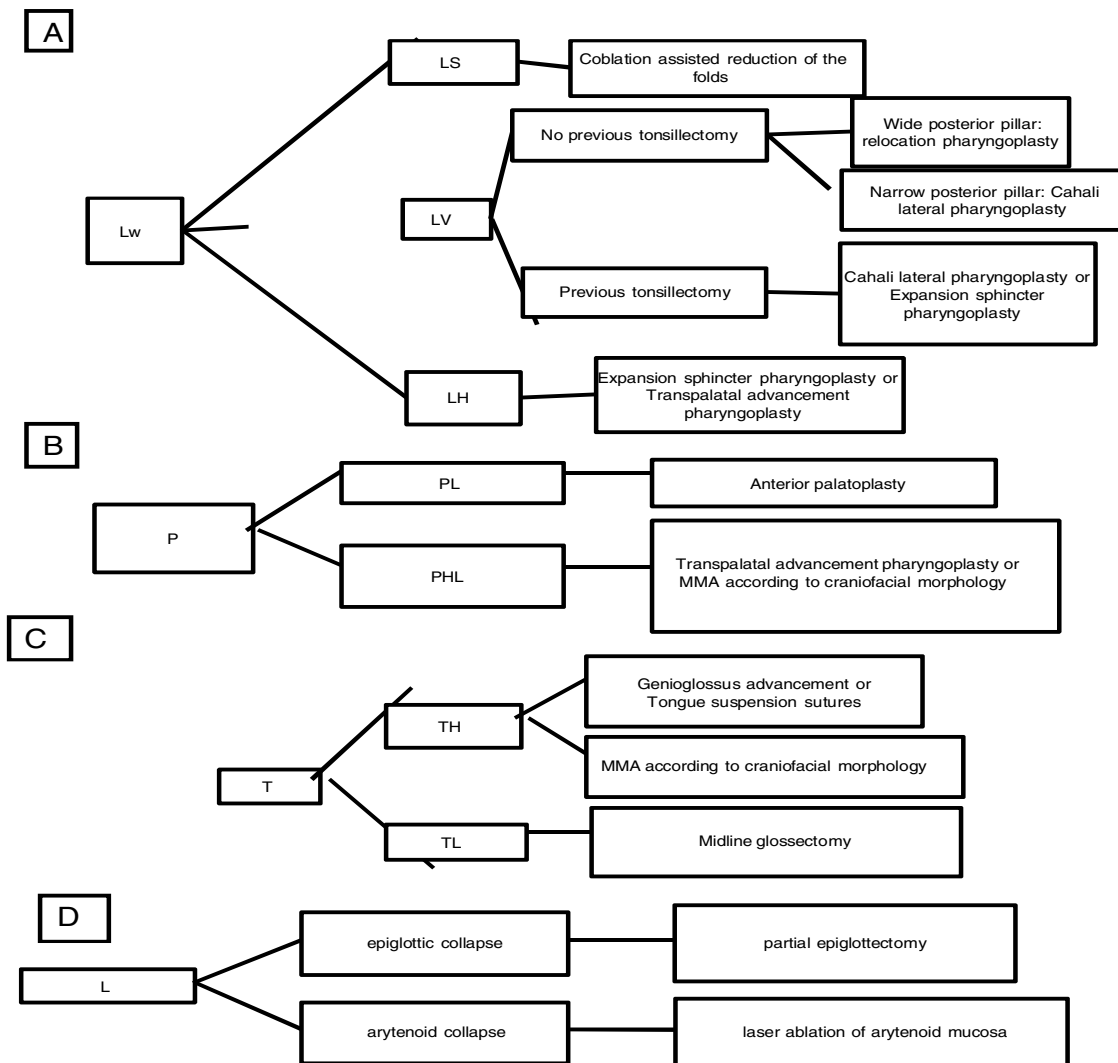 A
LS
Coblation assisted reduction of the
folds
No previous tonsillectomy
Wide posterior pillar:
relocation pharyngoplasty
Narrow posterior pillar: Cahali
lateral pharyngoplasty
Lw
LV
Previous tonsillectomy
Cahali lateral pharyngoplasty or
Expansion sphincter
pharyngoplasty
LH
Expansion sphincter pharyngoplasty or
Transpalatal advancement
pharyngoplasty
B
P
PL
Anterior palatoplasty
PHL
Transpalatal advancement pharyngoplasty or
MMA according to craniofacial morphology
C
T
TH
Genioglossus advancement or
Tongue suspension sutures
MMA according to craniofacial morphology
TL
Midline glossectomy
D
L
epiglottic collapse
partial epiglottectomy
arytenoid collapse
laser ablation of arytenoid mucosa